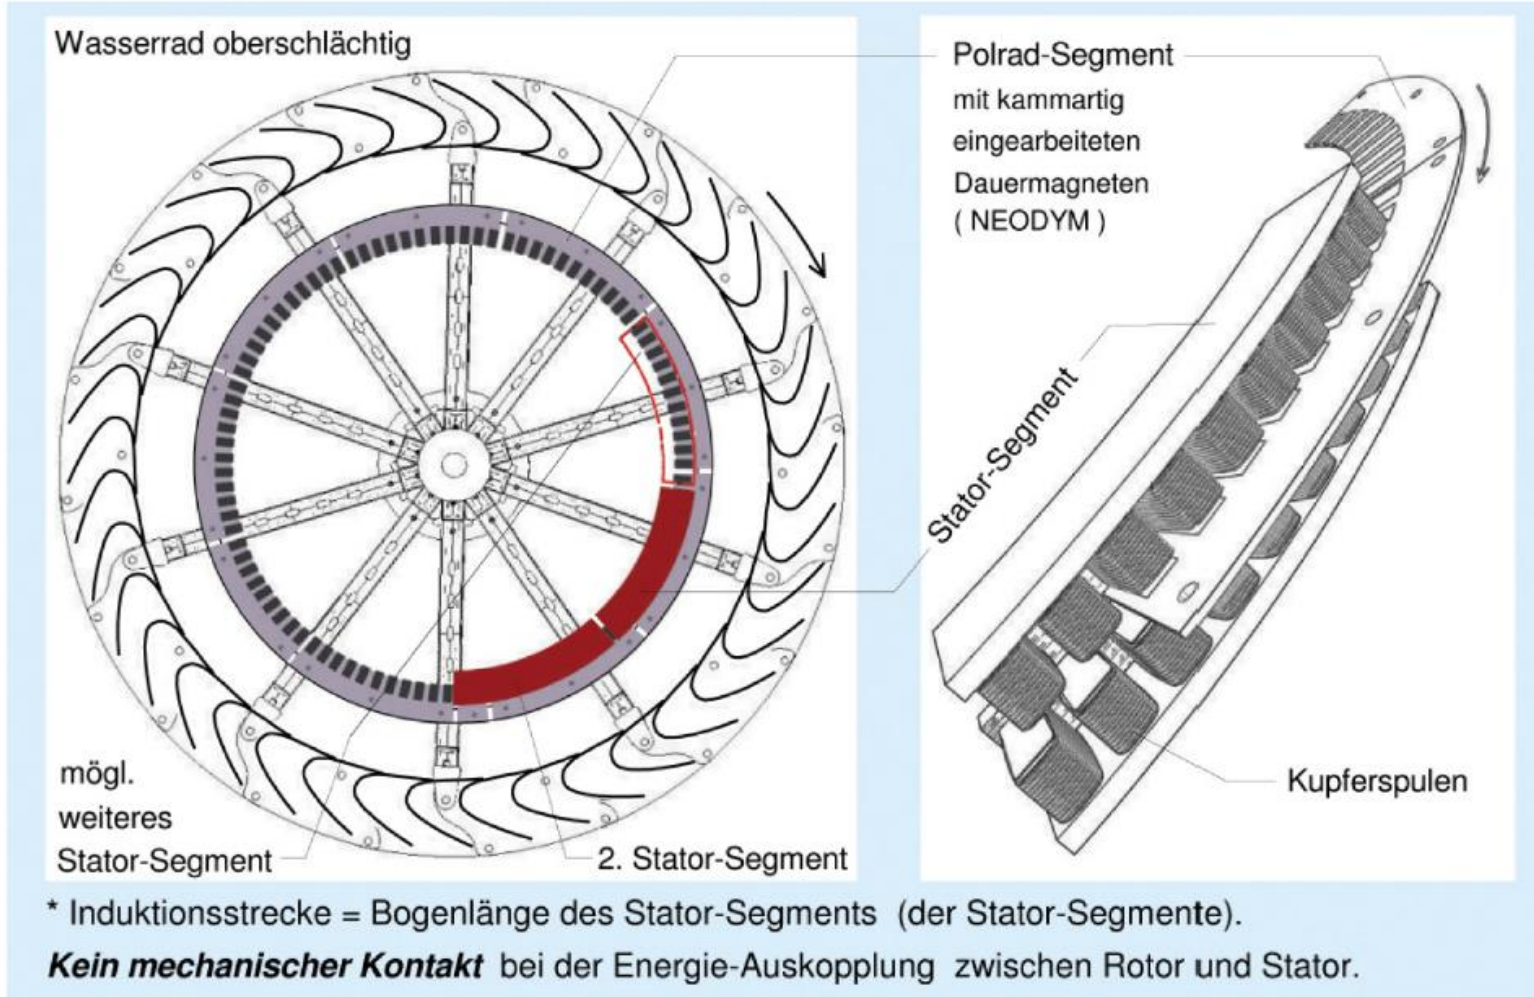 Wasserrad oberschlächtig
Polrad-Segment
mit kammartig
eingearbeiteten
Dauermagneten
( NEODYM )
Stator-Segment
Kupferspulen
mögl.
weiteres
Stator-Segment
2. Stator-Segment
* Induktionsstrecke = Bogenlänge des Stator-Segments (der Stator-Segmente).
Kein mechanischer Kontakt bei der Energie-Auskopplung zwischen Rotor und Stator.